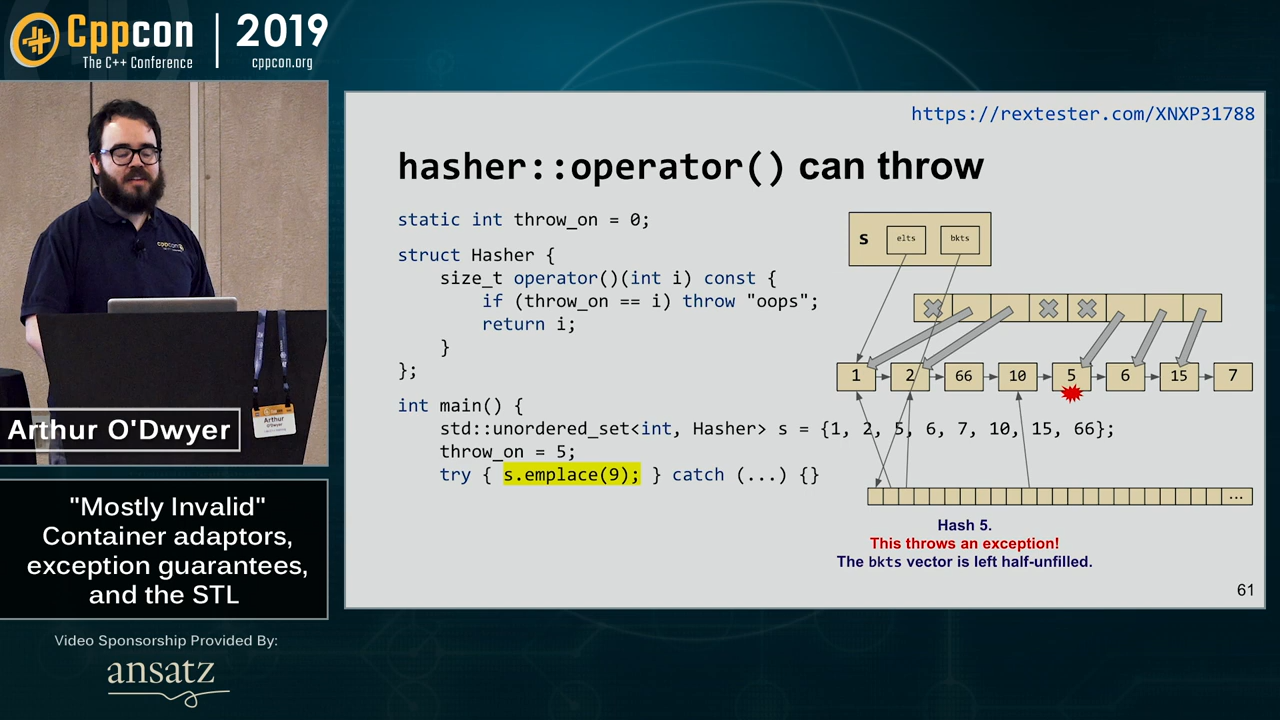 Cppcon
The C++ Conference
2019
cppcon.org
https://rextester.com/XNXP31788
hasher::operator() can throw
static int throw_on = 0;
struct Hasher {
size_t operator()(int i) const {
if (throw_on == i) throw "oops";
return i;
}
};
int main() {
std::unordered_set<int, Hasher> s = {1, 2, 5, 6, 7, 10, 15, 66};
throw_on = 5;
try { s.emplace(9); } catch (...) {}
s
elts
bkts
1
2
66
10
5
6
15
7
...
Hash 5.
This throws an exception!
The bkts vector is left half-unfilled.
61
cppcon
Arthur
O'Dwyer
Arthur O'Dwyer
"Mostly Invalid"
Container adaptors,
exception guarantees,
and the STL
Video Sponsorship Provided By:
ansatz